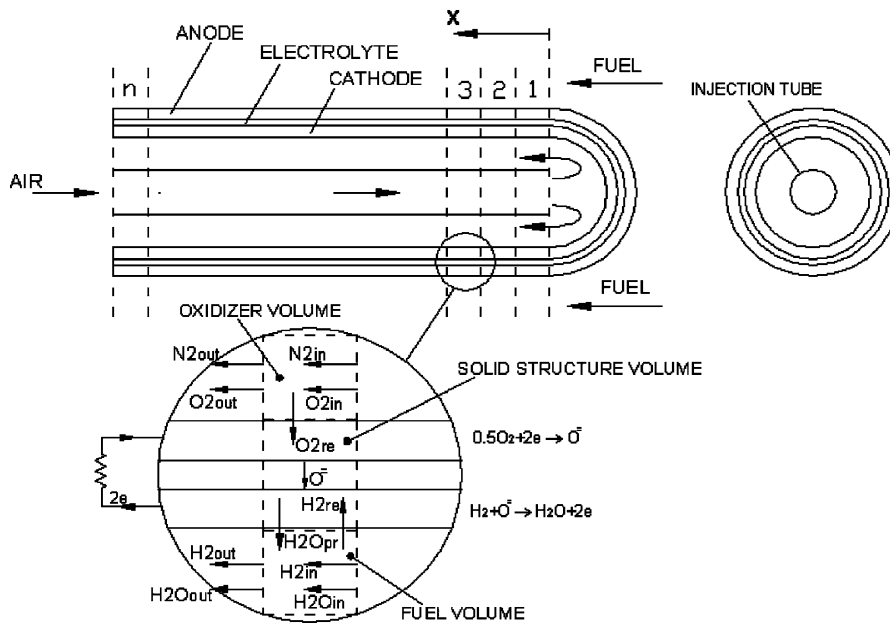 X
ANODE
ELECTROLYTE
CATHODE
n
3 2 1
FUEL
INJECTION TUBE
AIR
FUEL
OXIDIZER VOLUME
N2out
N2in
SOLID STRUCTURE VOLUME
O2out
O2in
O2re
0.5O₂+2e → O⁼
O⁼
2e
H2re
H₂+O⁼→H₂O+2e
H2Opr
H2out
H2in
H2Oout
H2Oin
FUEL VOLUME